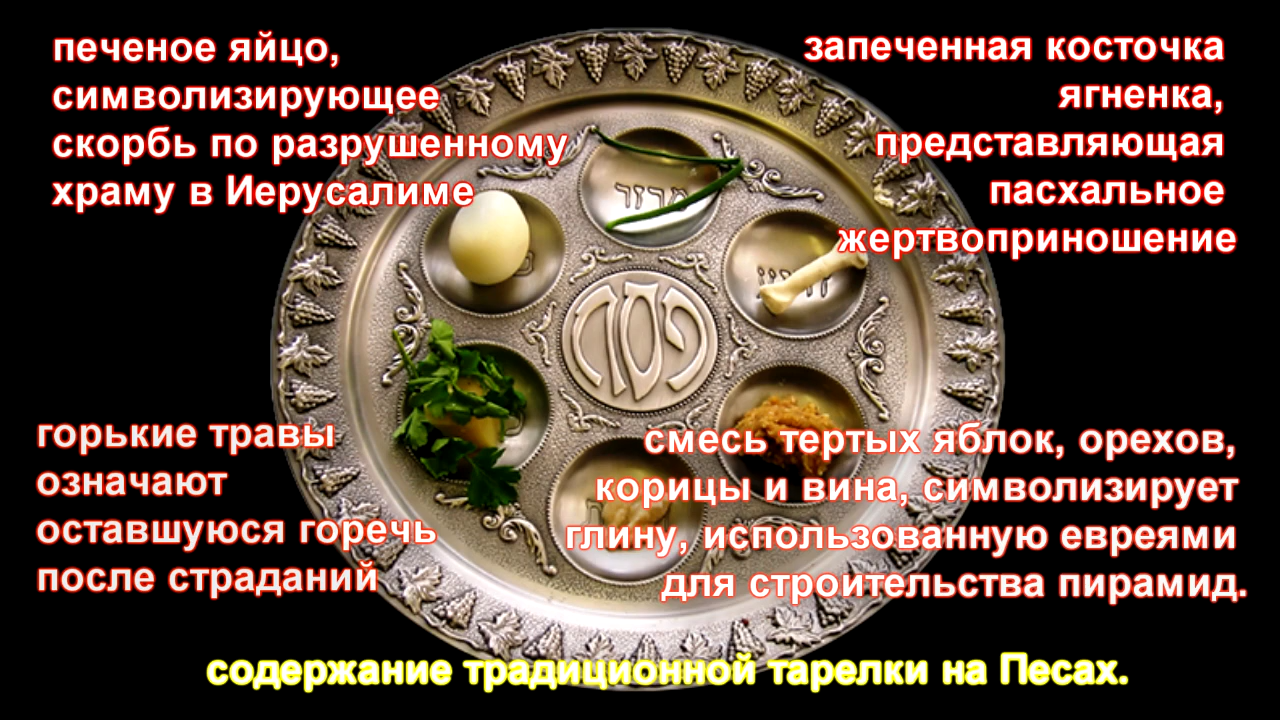 печеное яйцо,
символизирующее
скорбь по разрушенному
храму в Иерусалиме
запеченная косточка
ягненка,
представляющая
пасхальное
жертвоприношение
פסח
горькие травы
означают
оставшуюся горечь
после страданий
смесь тертых яблок, орехов,
корицы и вина, символизирует
глину, использованную евреями
для строительства пирамид.
содержание традиционной тарелки на Песах.